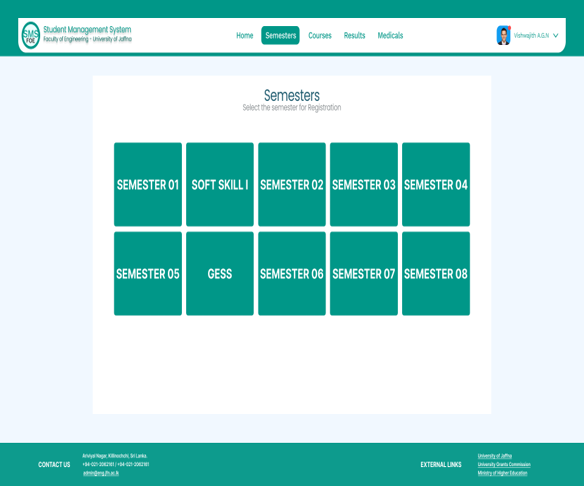 SMS
FOE
Student Management System
Faculty of Engineering - University of Jaffna
Home
Semesters
Courses
Results
Medicals
Vishwajith A.G.N
Semesters
Select the semester for Registration
SEMESTER 01
SOFT SKILL I
SEMESTER 02
SEMESTER 03
SEMESTER 04
SEMESTER 05
GESS
SEMESTER 06
SEMESTER 07
SEMESTER 08
CONTACT US
Ariviyal Nagar, Killinochchi, Sri Lanka.
+94-021-2062161 | +94-021-2062161
admin@eng.jfn.ac.lk
EXTERNAL LINKS
University of Jaffna
University Grants Commission
Ministry of Higher Education